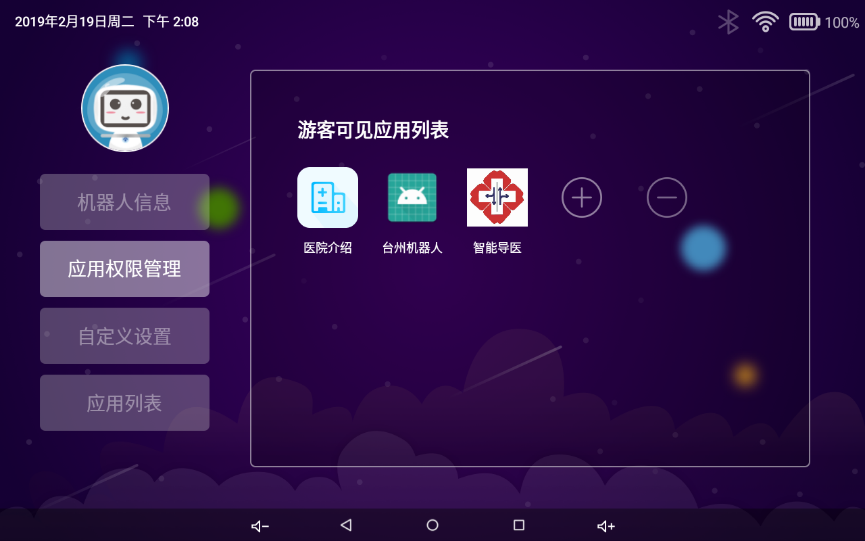 2019年2月19日周二 下午 2:08
100%
机器人信息
应用权限管理
自定义设置
应用列表
游客可见应用列表
医院介绍
台州机器人
智能导医